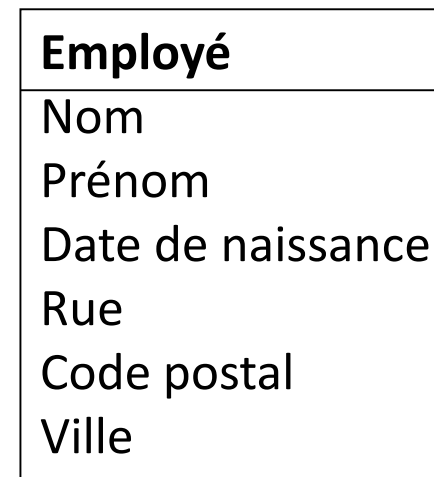 Employé
Nom
Prénom
Date de naissance
Rue
Code postal
Ville